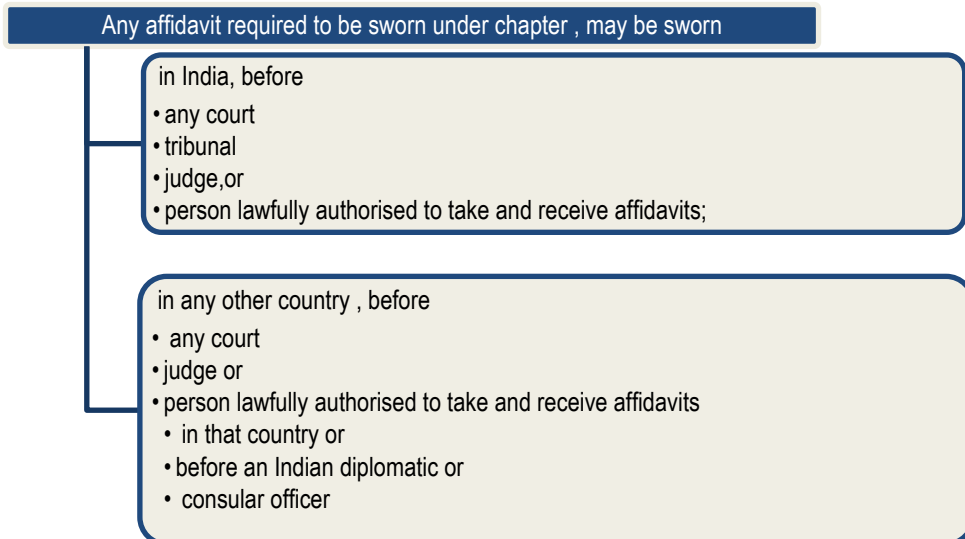 Any affidavit required to be sworn under chapter , may be sworn
in India, before
• any court
• tribunal
• judge,or
• person lawfully authorised to take and receive affidavits;
in any other country , before
• any court
• judge or
• person lawfully authorised to take and receive affidavits
• in that country or
• before an Indian diplomatic or
• consular officer